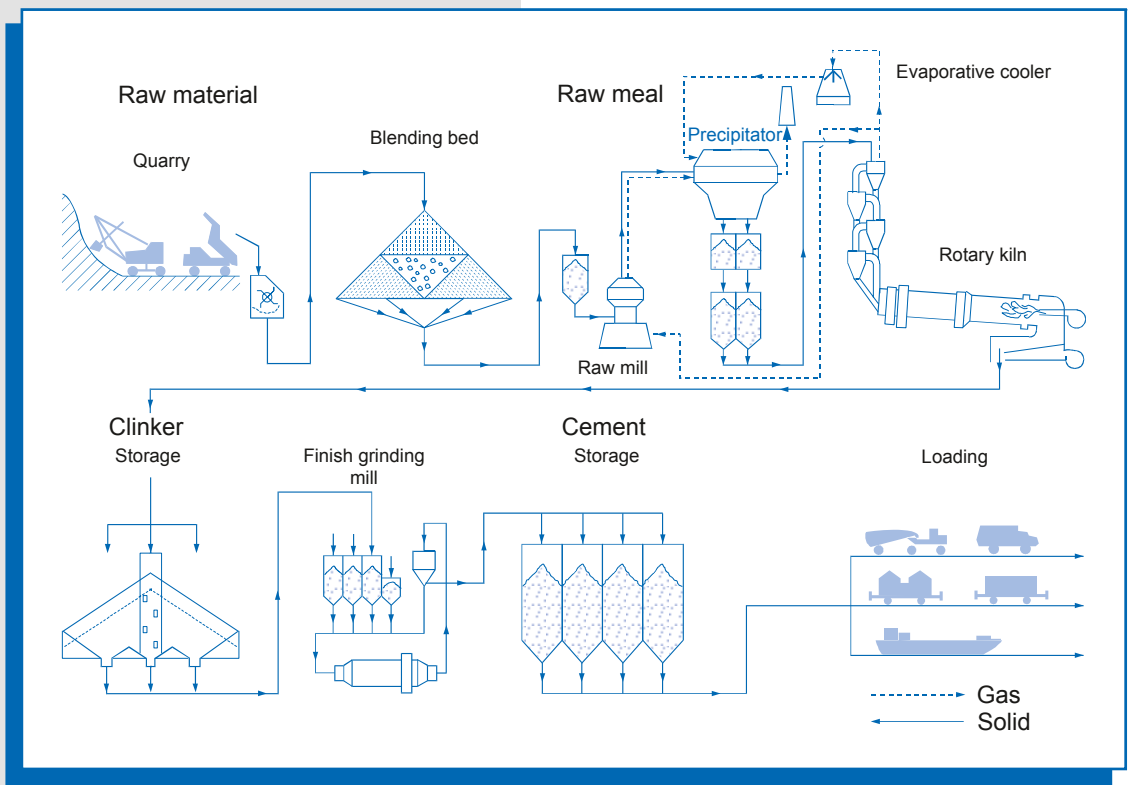 Raw material
Raw meal
Evaporative cooler
Blending bed
Precipitator
Quarry
Rotary kiln
Raw mill
Clinker
Storage
Finish grinding
mill
Cement
Storage
Loading
Gas
Solid